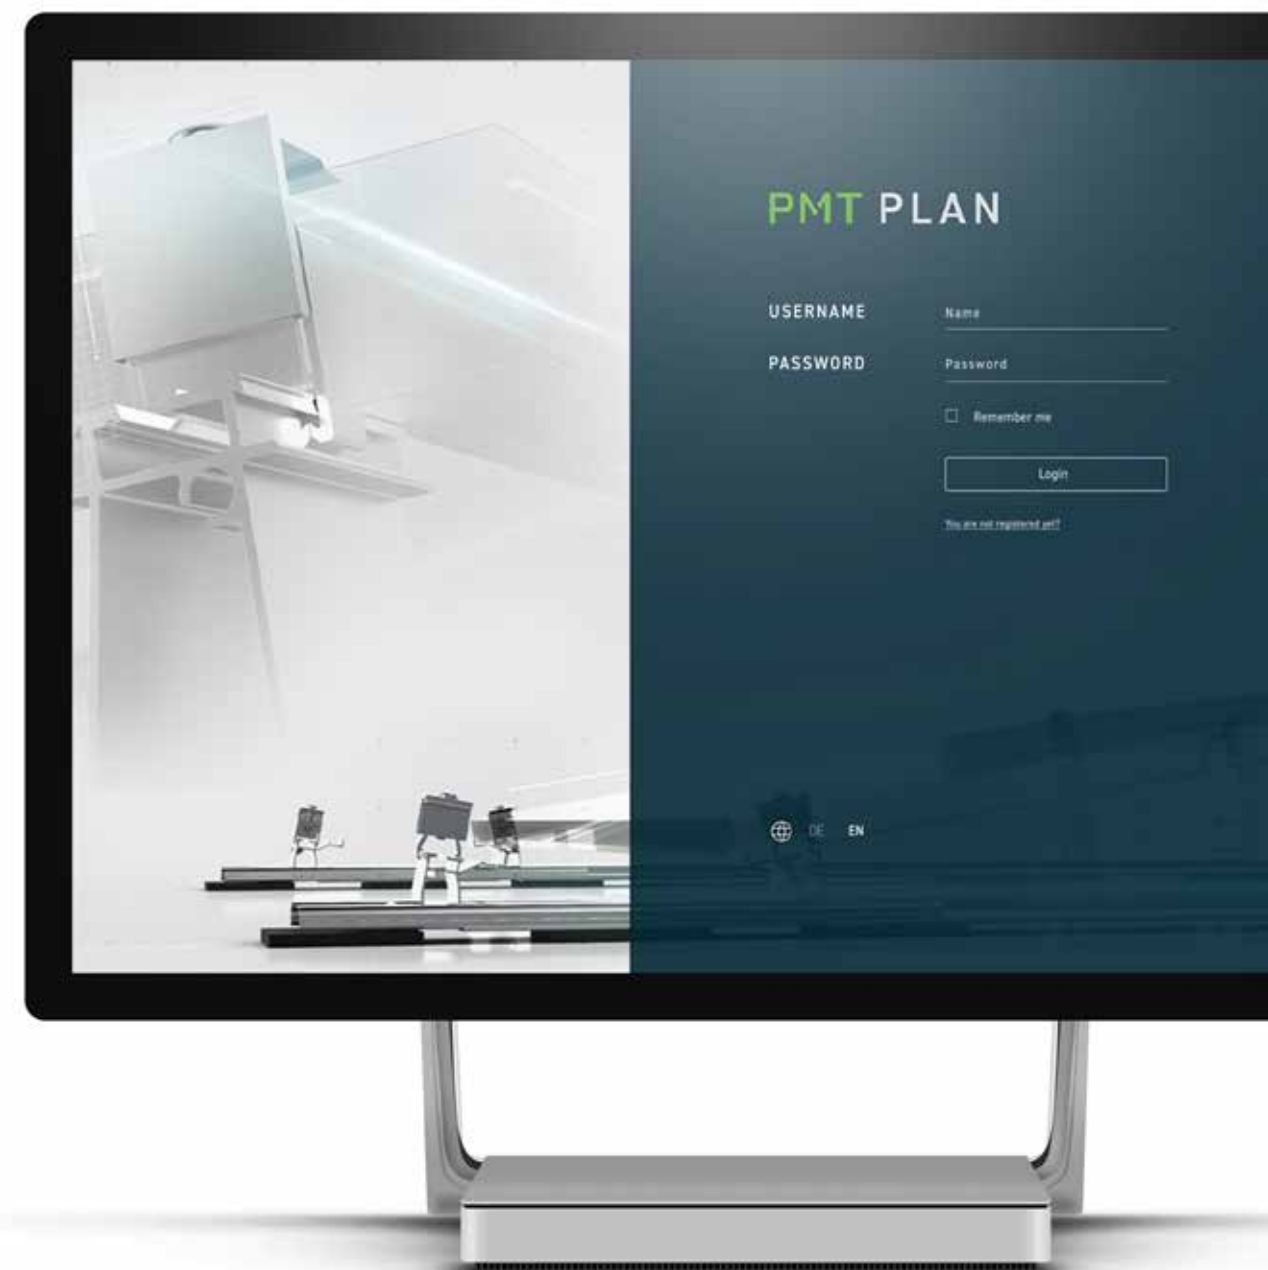 PMT PLAN
USERNAME Name
PASSWORD Password
Remember me
Login
You are not registered yet?
DE EN